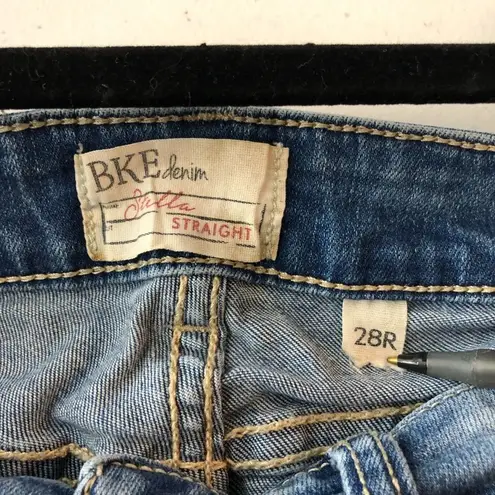 BKE denim
Stella
STRAIGHT
28R